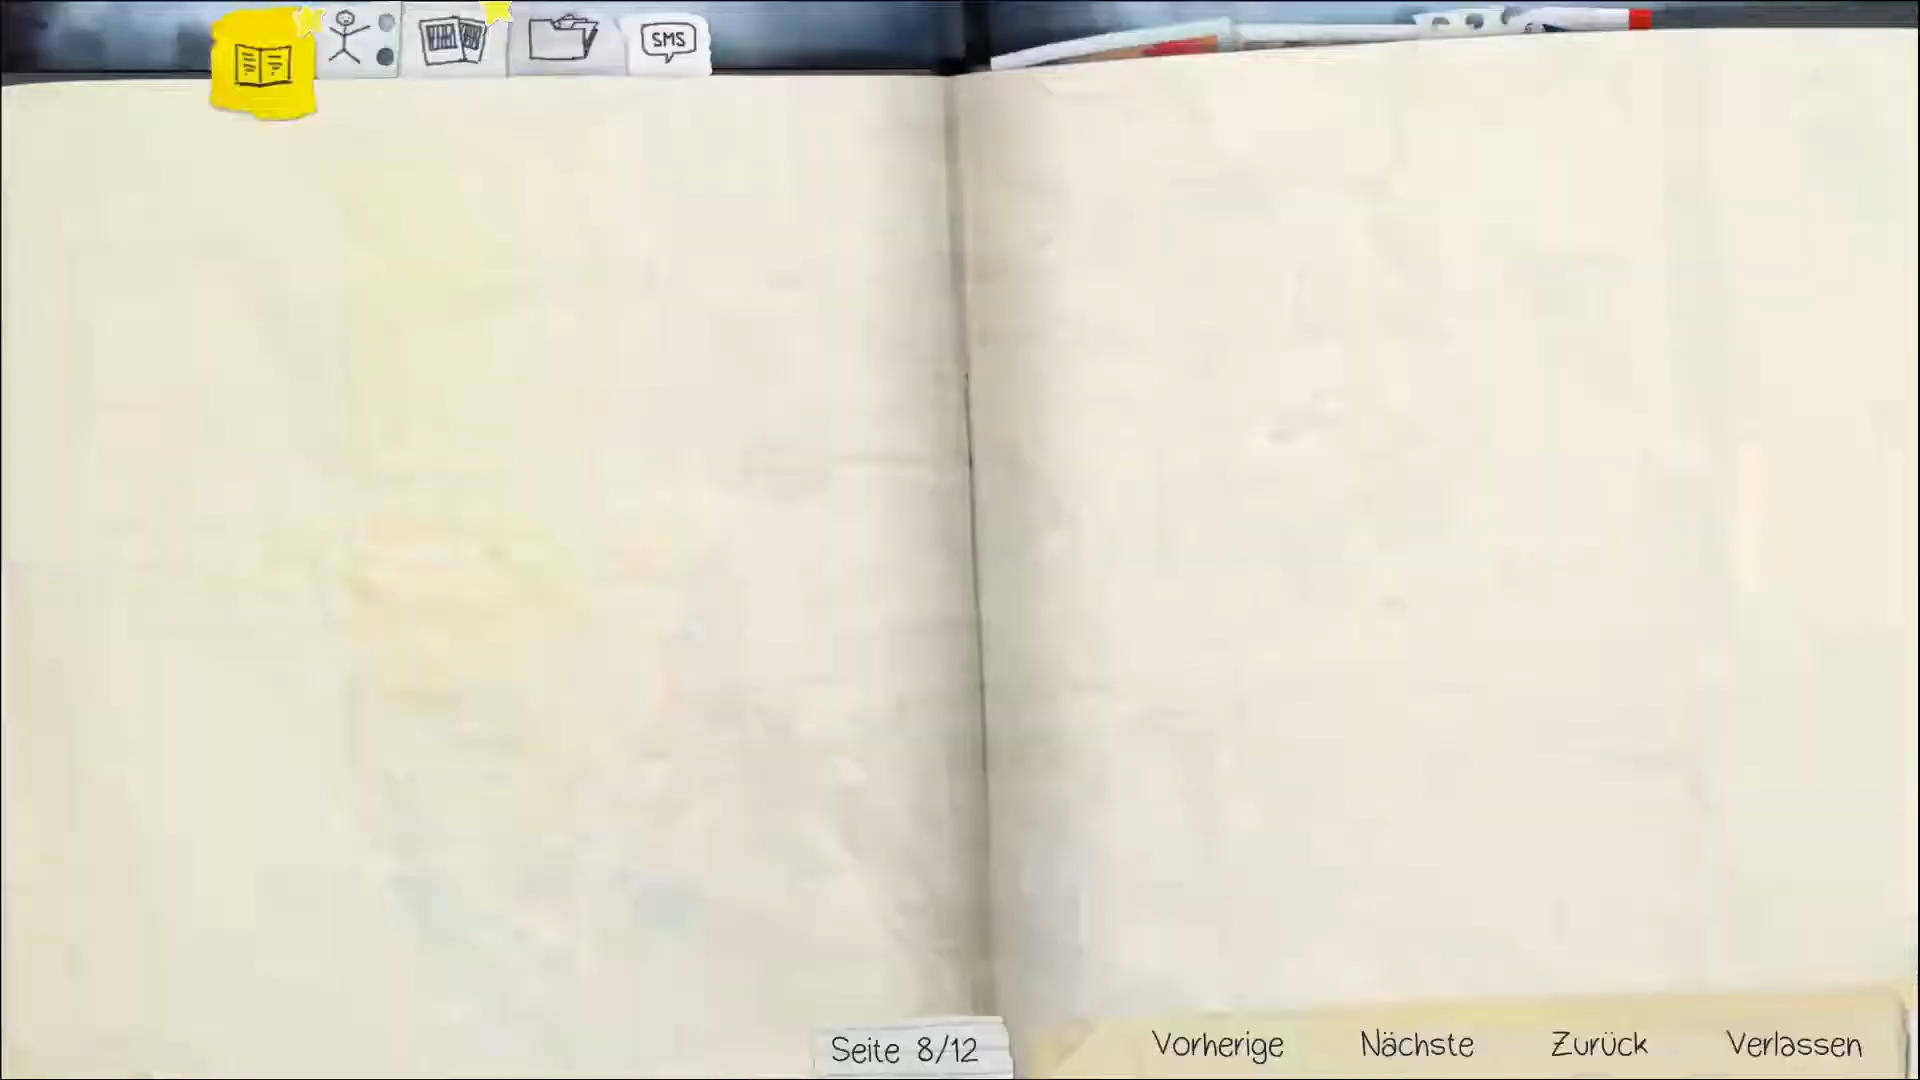 SMS
Seite 8/12
Vorherige
Nächste
Zurück
Verlassen